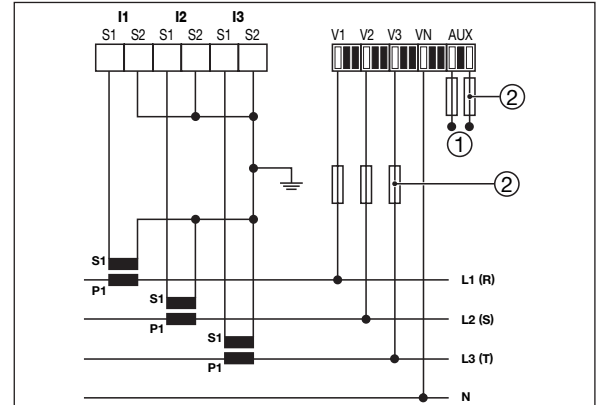 I1 I2 I3
S1 S2 S1 S2 S1 S2 V1 V2 V3 VN AUX
2
1
2
S1
P1 L1 (R)
S1
P1 L2 (S)
S1
P1 L3 (T)
N